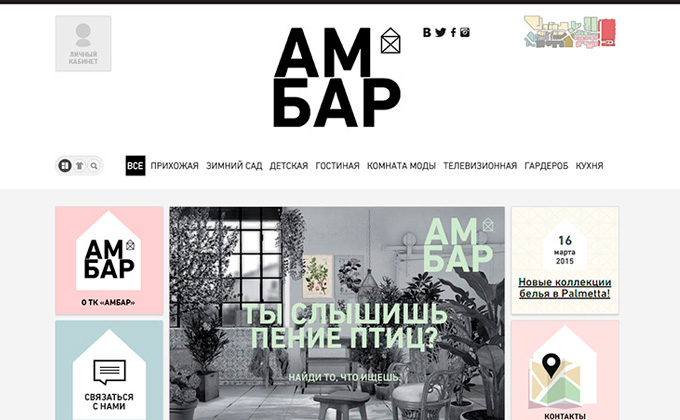 ЛИЧНЫЙ
КАБИНЕТ
АМ
БАР
В
ВСЕ ПРИХОЖАЯ ЗИМНИЙ САД ДЕТСКАЯ ГОСТИНАЯ КОМНАТА МОДЫ ТЕЛЕВИЗИОННАЯ ГАРДЕРОБ КУХНЯ
АМ
БАР
О ТК «АМБАР»
АМ
БАР
ТЫ СЛЫШИШЬ
ПЕНИЕ ПТИЦ?
НАЙДИ ТО, ЧТО ИЩЕШЬ.
16
марта
2015
Новые коллекции
белья в Palmetta!
СВЯЗАТЬСЯ
С НАМИ
КОНТАКТЫ